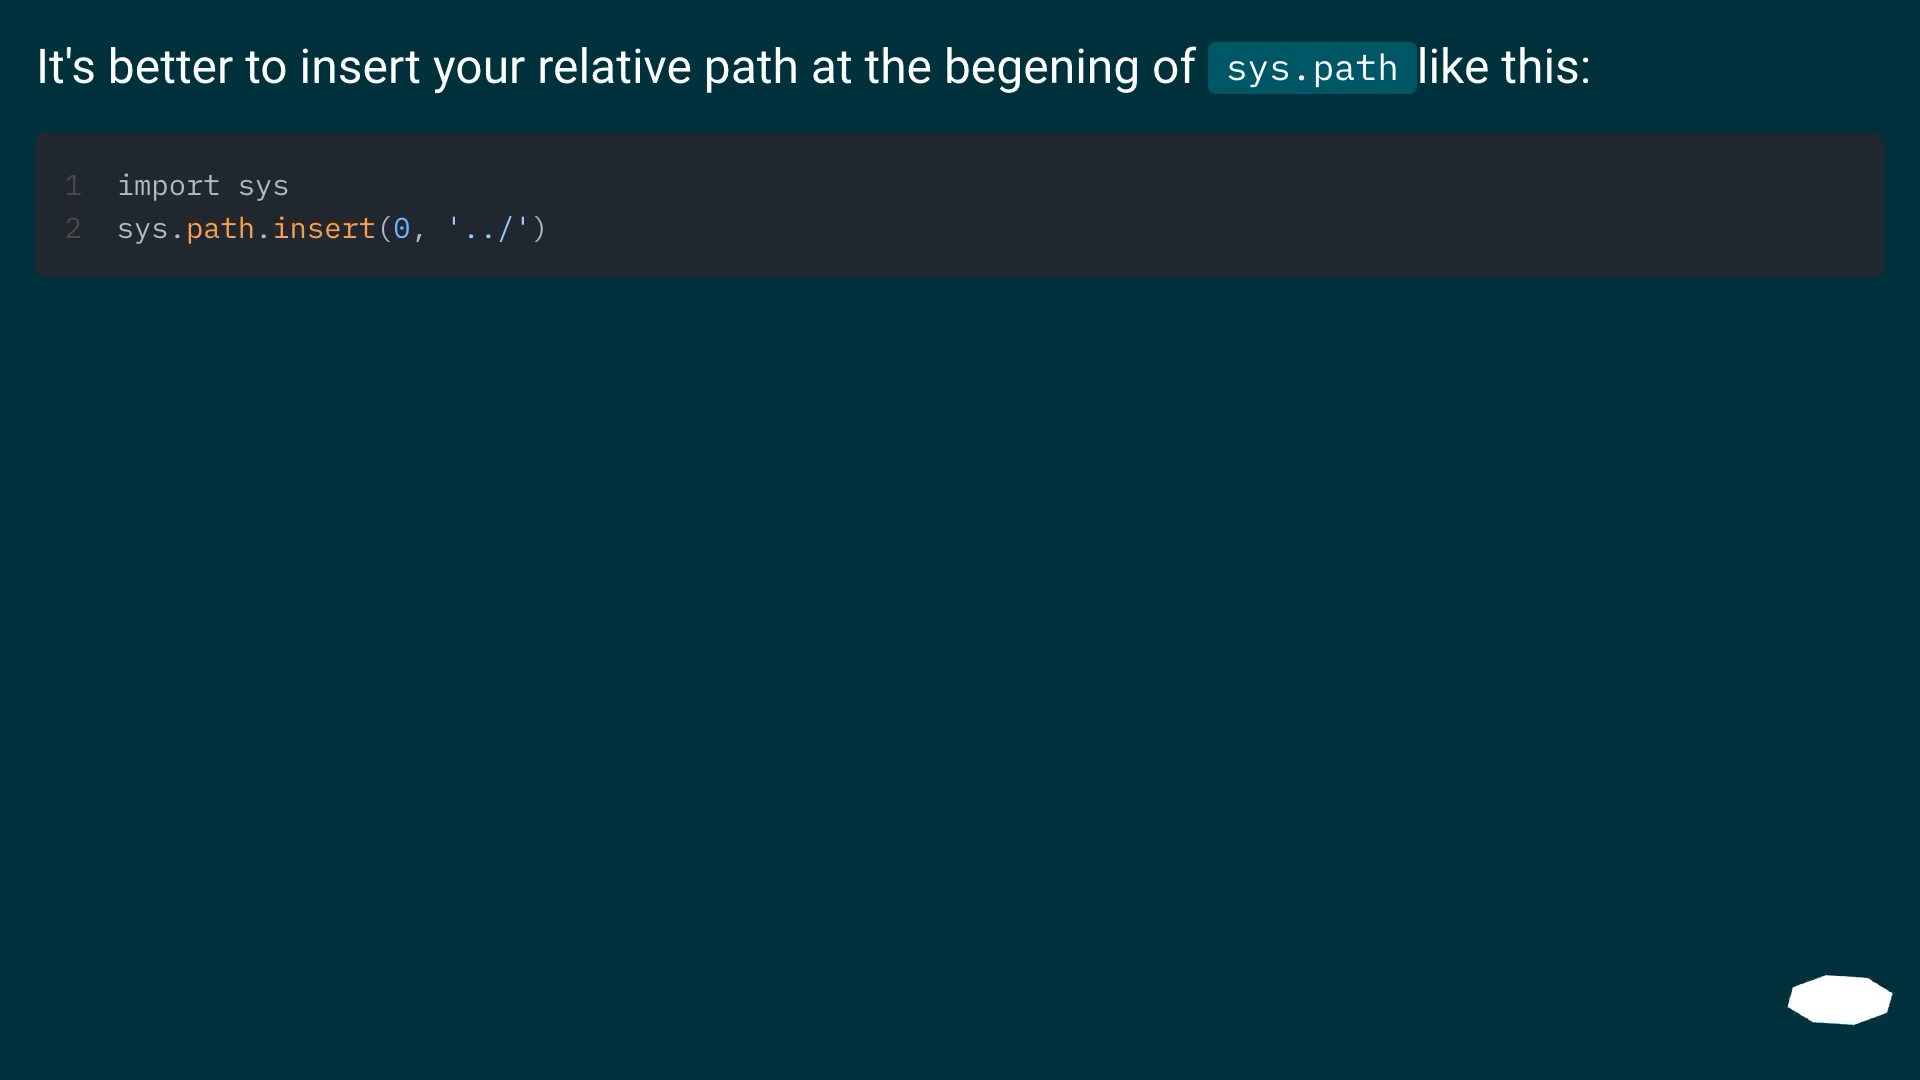 It's better to insert your relative path at the begening of sys.path like this:
1 import sys
2 sys.path.insert(0, '../')